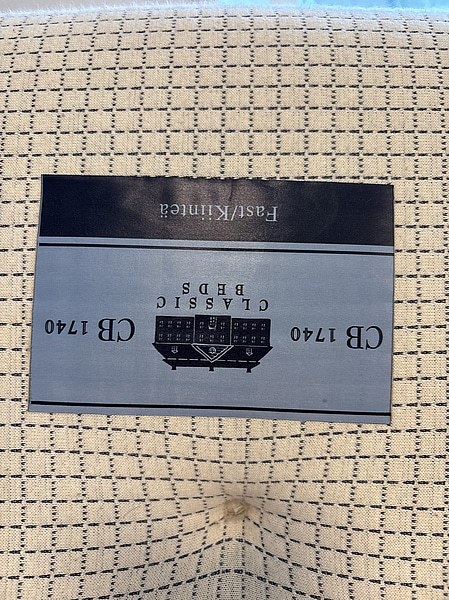 CB 1740
CB 1740
CLASSIC
BEDS
Fast/Kiinteä